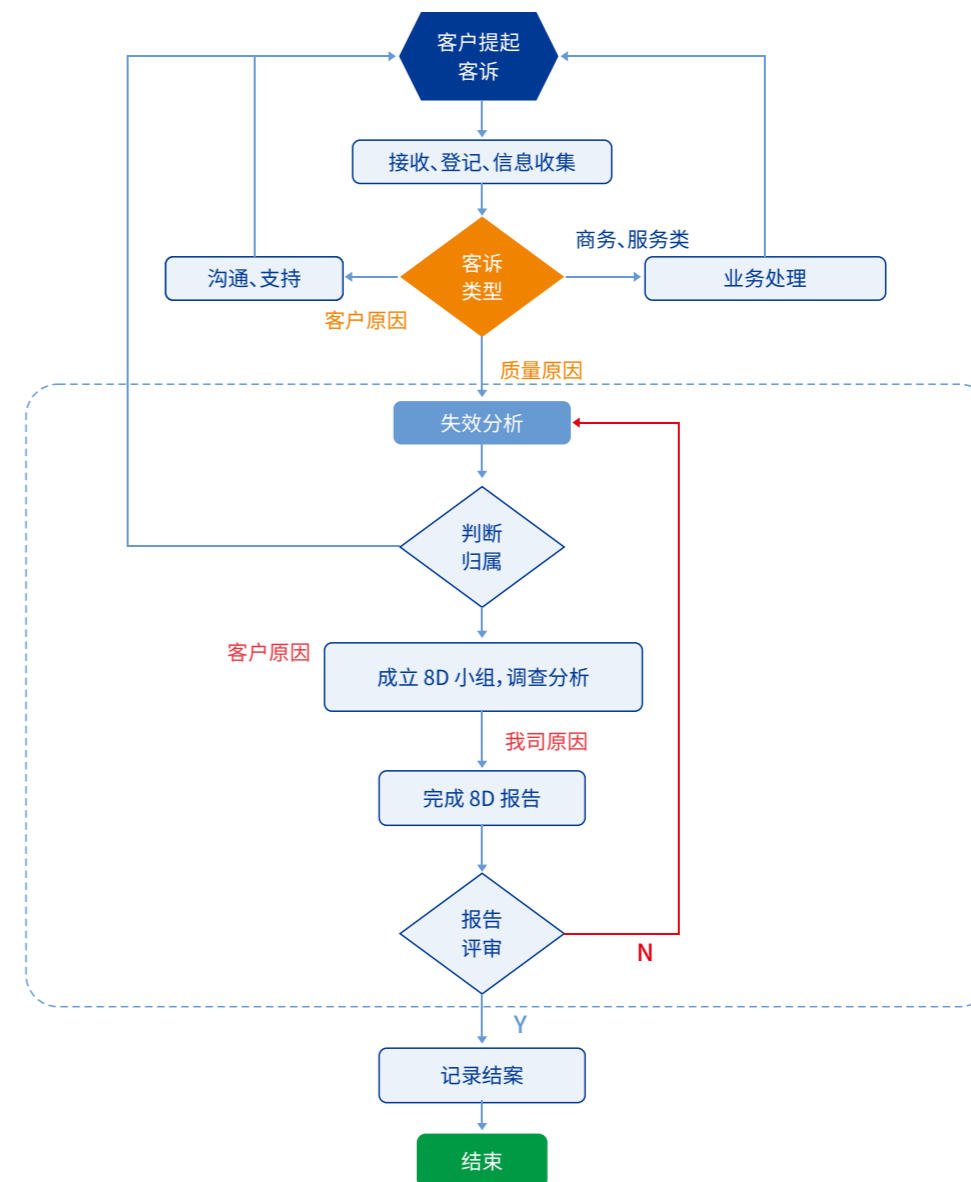 客户提起
客诉
接收、登记、信息收集
商务、服务类
客诉
类型
沟通、支持
业务处理
客户原因
质量原因
失效分析
判断
归属
客户原因
成立 8D 小组，调查分析
我司原因
完成 8D 报告
报告
评审
N
Y
记录结案
结束